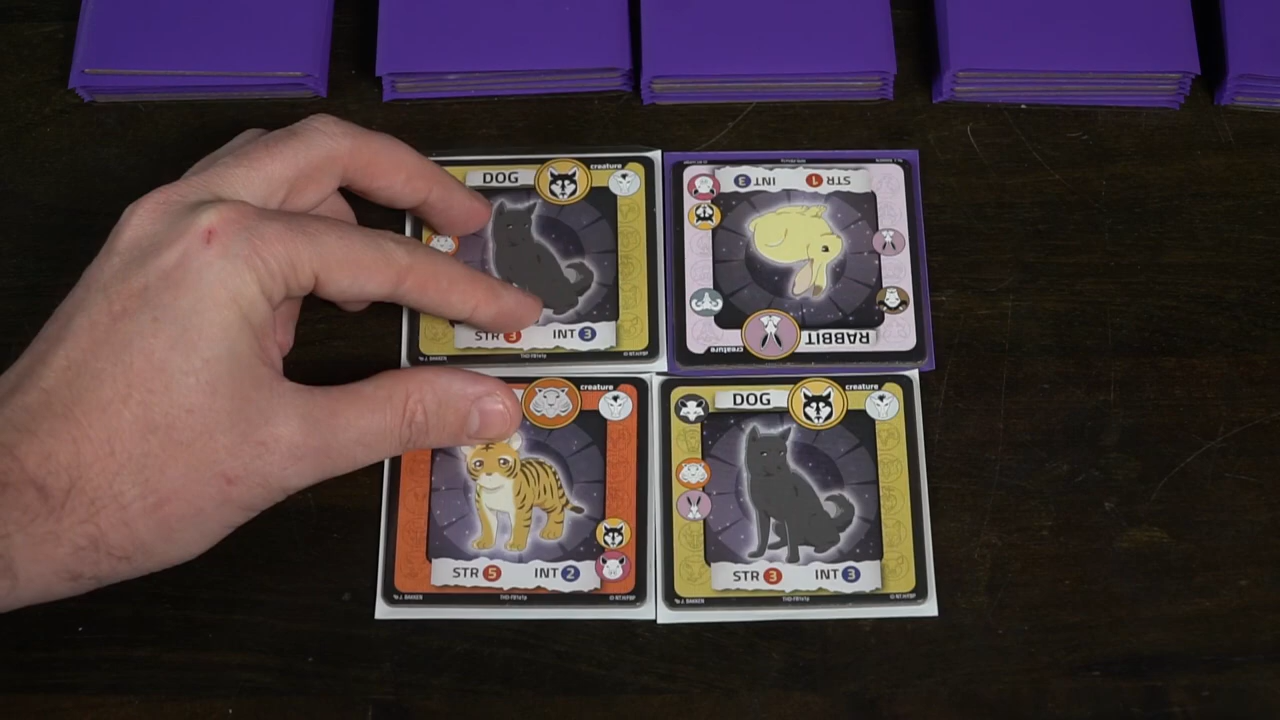 DOG
creature
STR 3 INT 3
STR 1 INT 3
RABBIT
creature
creature
STR 5 INT 2
DOG
creature
STR 3 INT 3